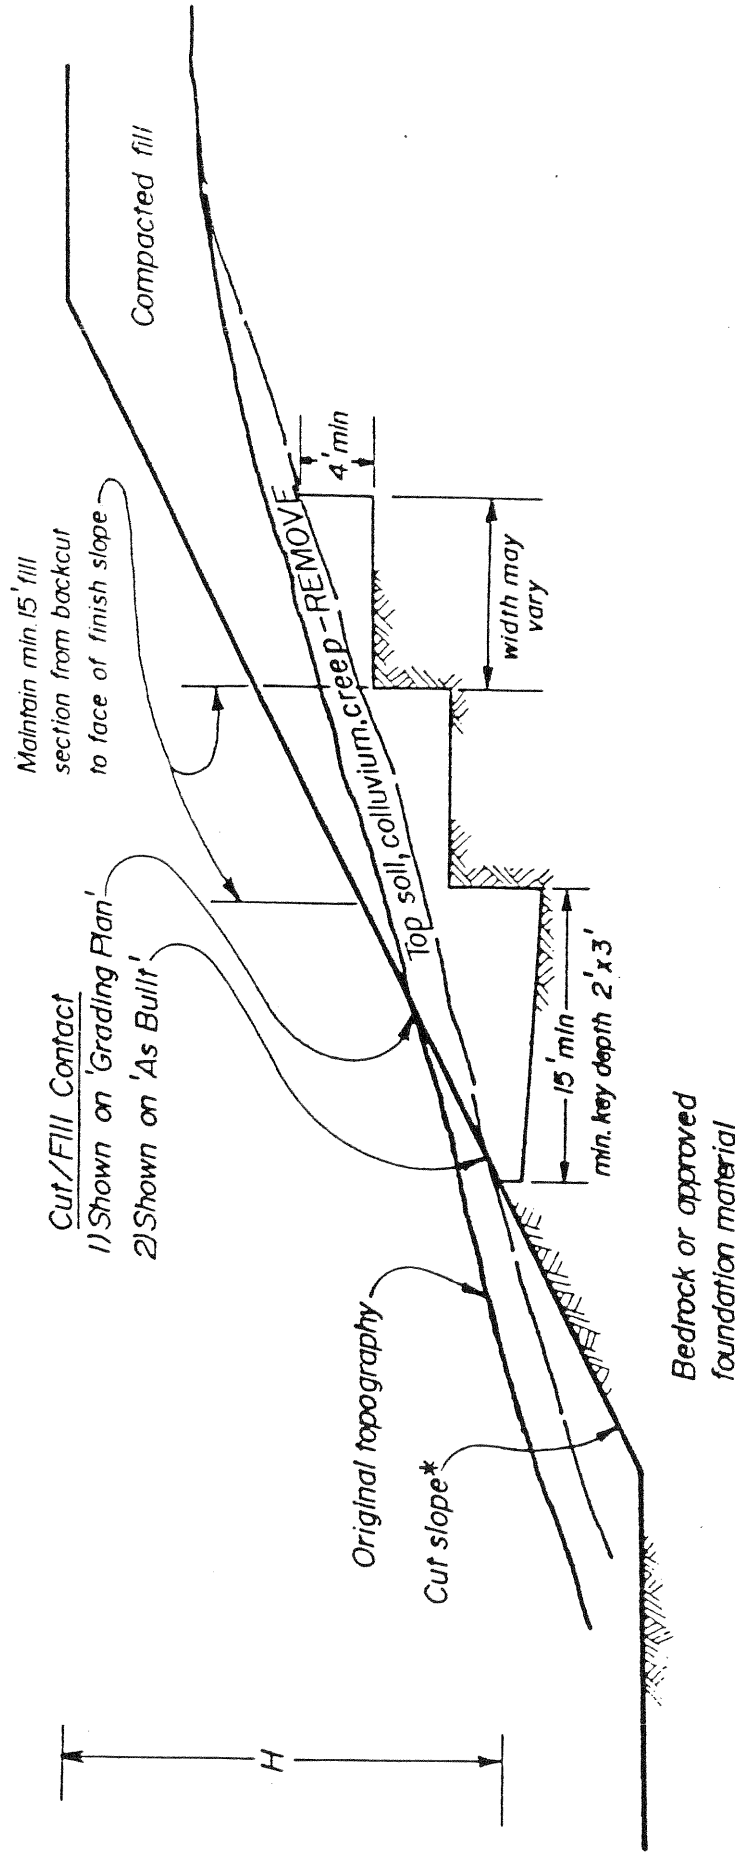 Maintain min. 15' fill
section from backcut
to face of finish slope
Compacted fill
Cut/Fill Contact
1) Shown on 'Grading Plan'
2) Shown on 'As Built'
Top soil, colluvium, creep - REMOVE
4' min
width may
vary
15' min
min. key depth 2' x 3'
Original topography
Cut slope*
H
Bedrock or approved
foundation material